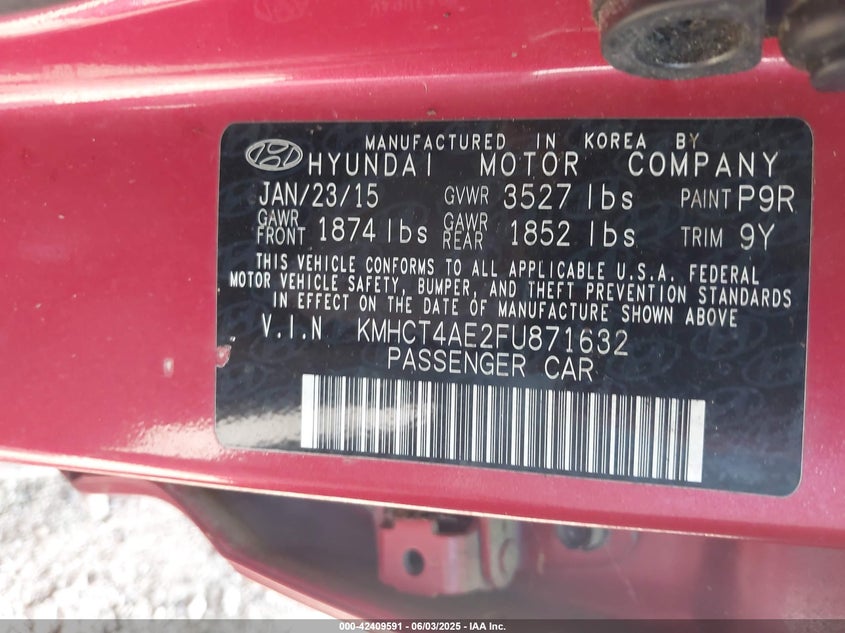 MANUFACTURED IN KOREA BY
HYUNDAI MOTOR COMPANY
JAN/23/15 GVWR 3527 lbs PAINT P9R
GAWR FRONT 1874 lbs GAWR REAR 1852 lbs TRIM 9Y
THIS VEHICLE CONFORMS TO ALL APPLICABLE U.S.A. FEDERAL
MOTOR VEHICLE SAFETY, BUMPER, AND THEFT PREVENTION STANDARDS
IN EFFECT ON THE DATE OF MANUFACTURE SHOWN ABOVE
V.I.N KMHCT4AE2FU871632
PASSENGER CAR
000-42409591 - 06/03/2025 - IAA Inc.